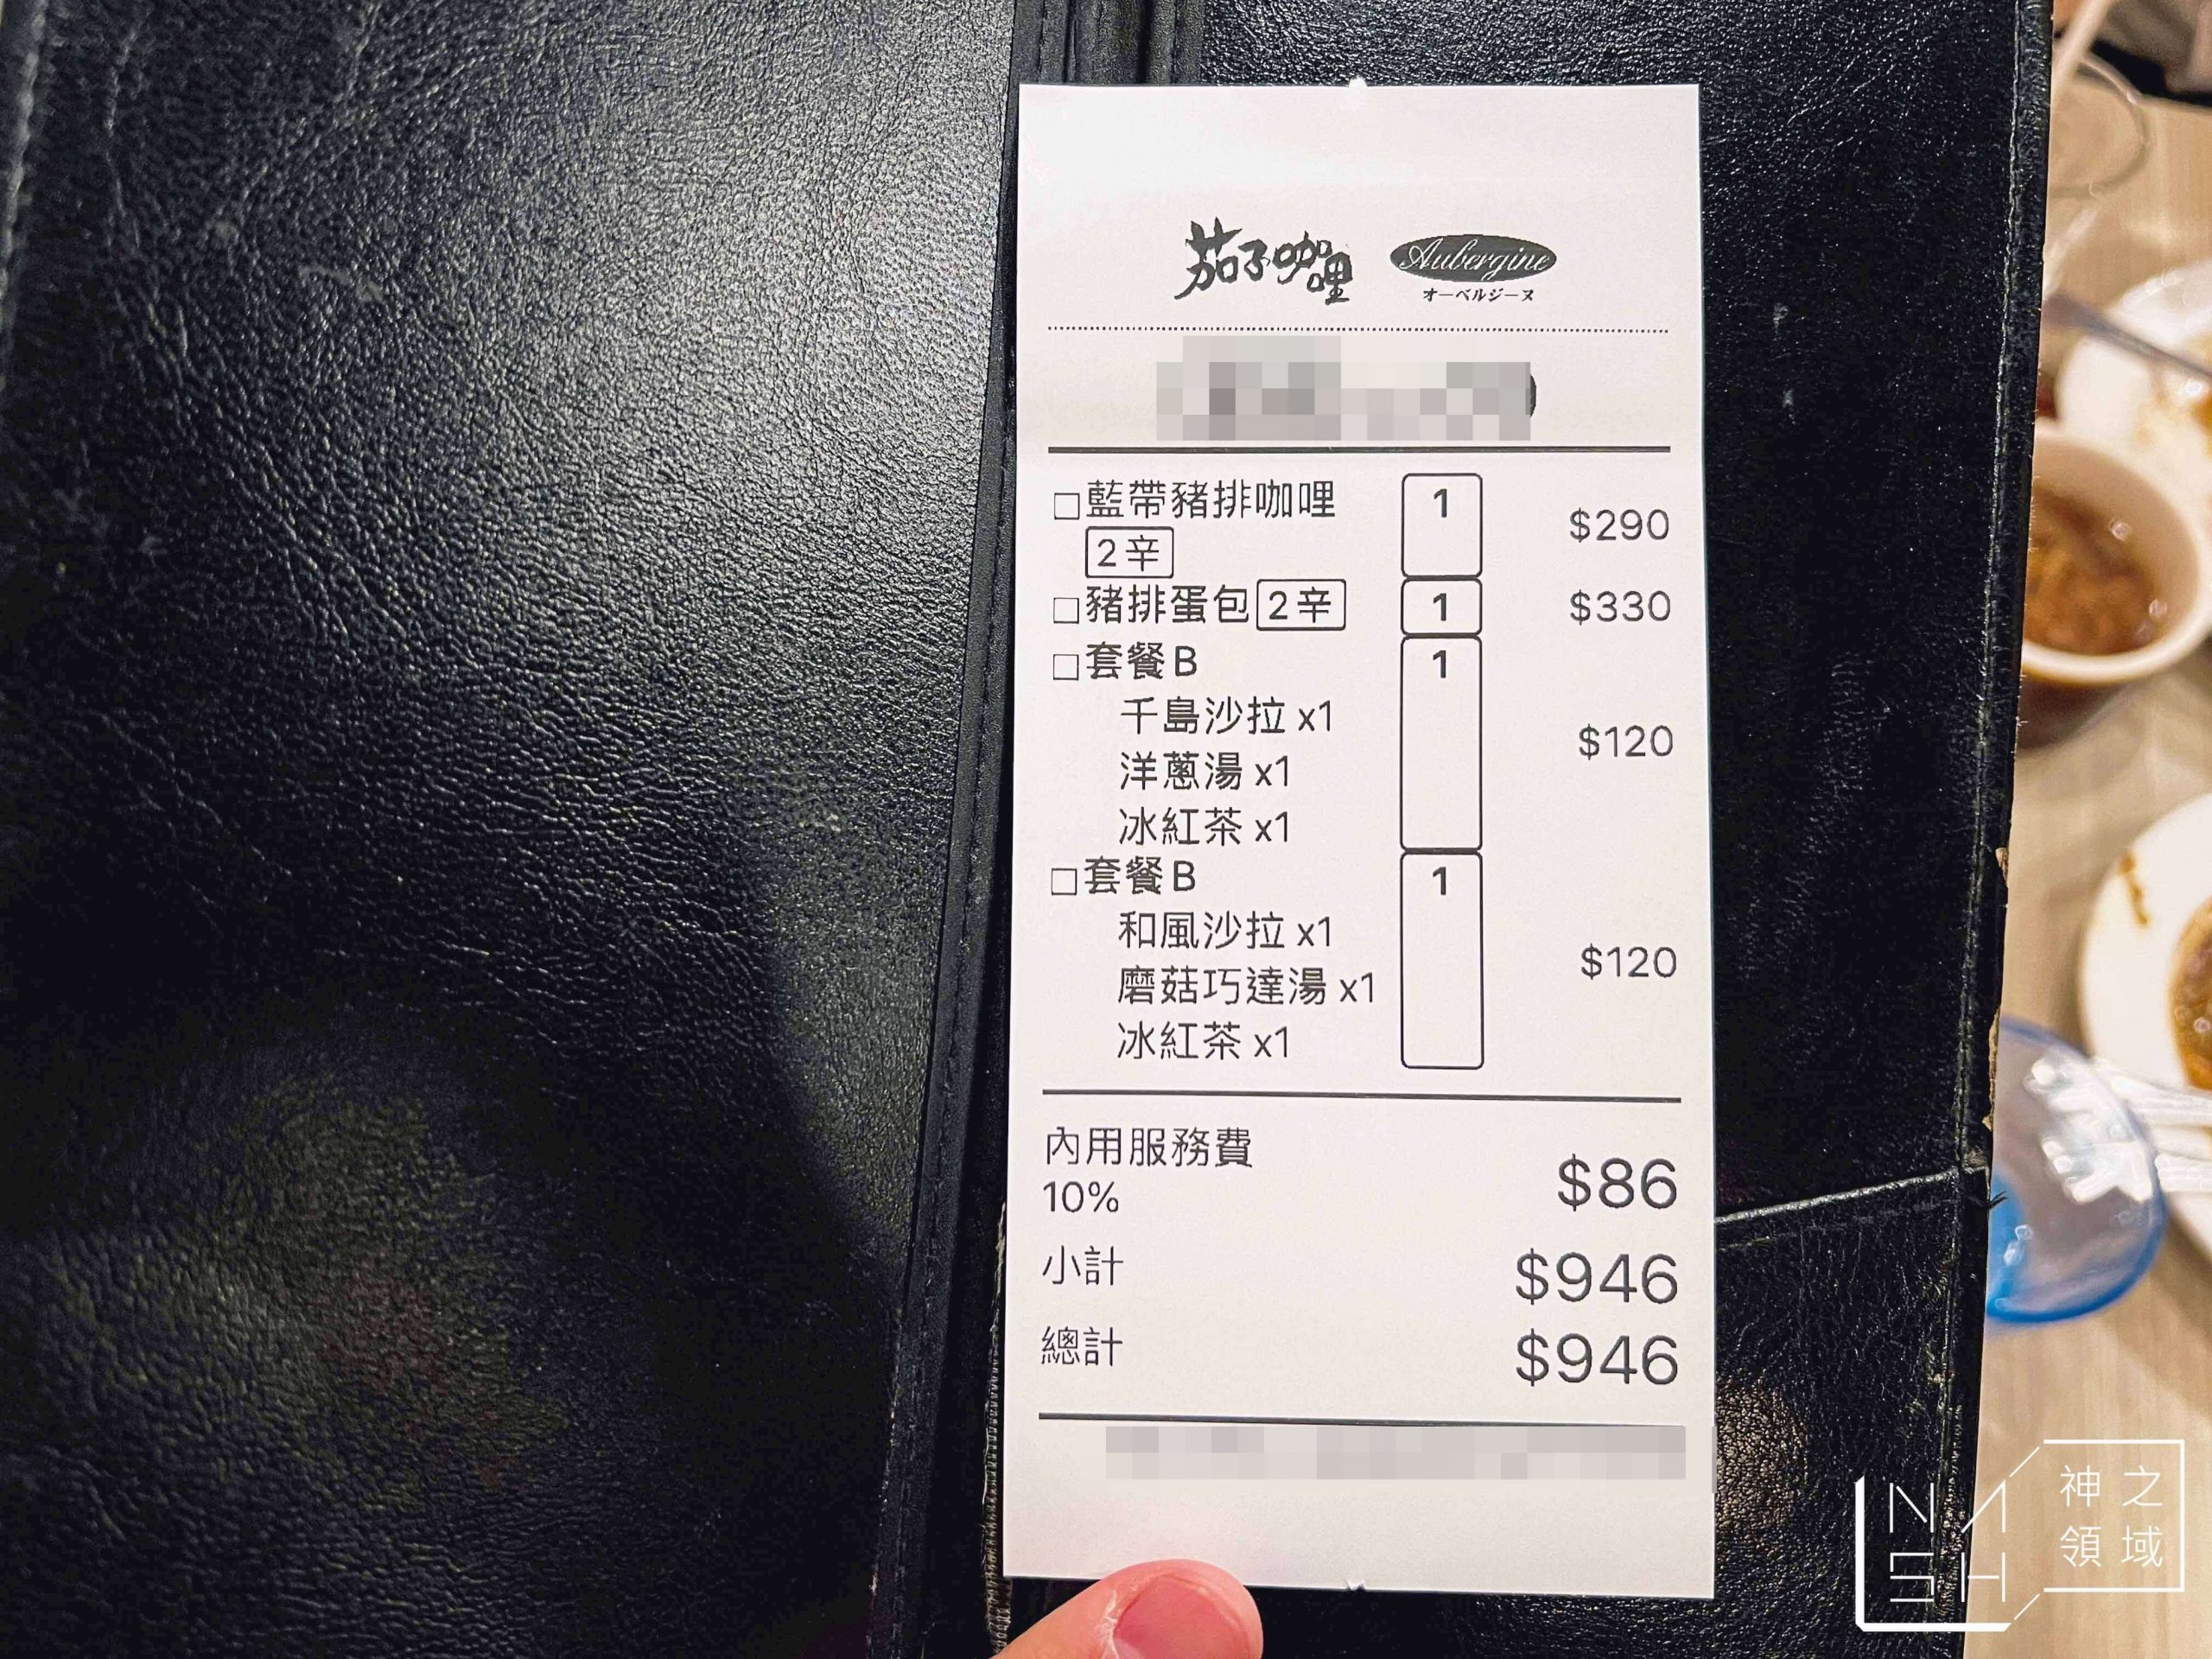 茄子咖哩 Aubergine
オーベルジーヌ
□藍帶豬排咖哩 1 $290
2辛
□豬排蛋包 2辛 1 $330
□套餐B 1 $120
千島沙拉 x1
洋蔥湯 x1
冰紅茶 x1
□套餐B 1 $120
和風沙拉 x1
磨菇巧達湯 x1
冰紅茶 x1
內用服務費
10% $86
小計 $946
總計 $946
NASH 神之領域